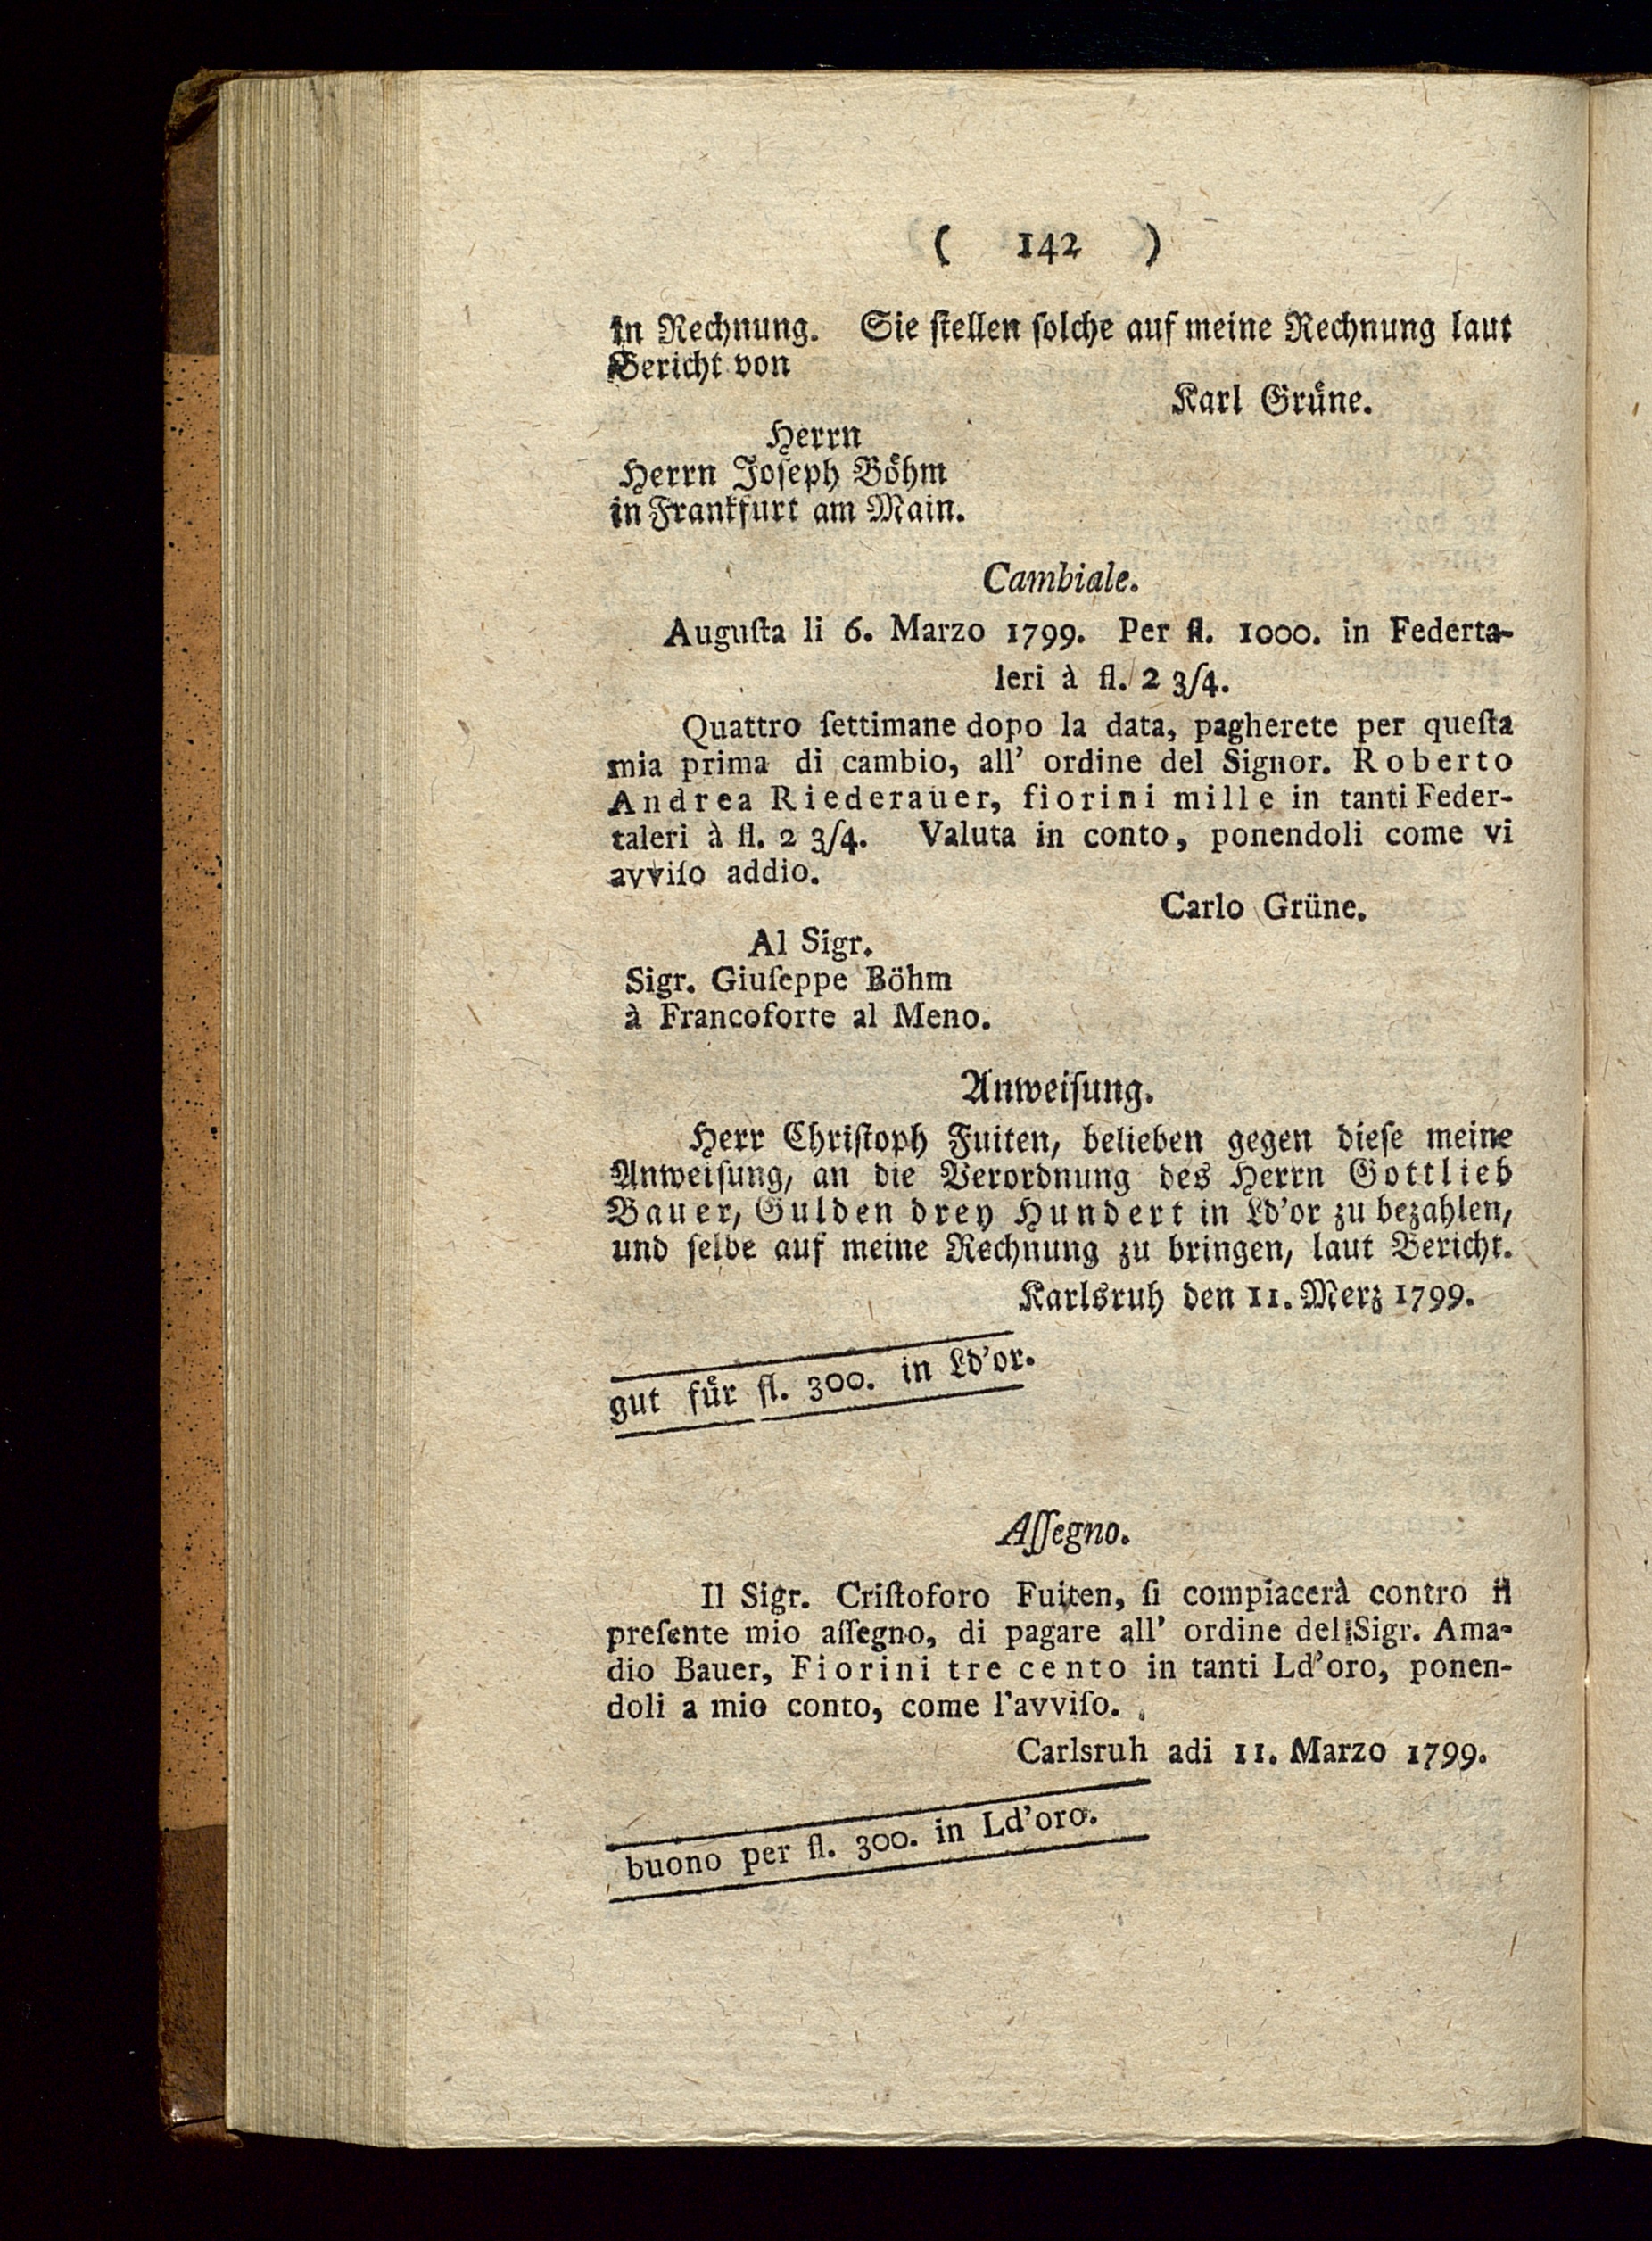 ( 142 )
in Rechnung. Sie ſtellen ſolche auf meine Rechnung laut
Bericht von
Karl Grüne.
Herrn
Herrn Joſeph Böhm
in Frankfurt am Main.
Cambiale.
Auguſta li 6. Marzo 1799. Per fl. 1000. in Federta-
leri à fl. 2 3/4.
Quattro ſettimane dopo la data, pagherete per queſta
mia prima di cambio, all' ordine del Signor. Roberto
Andrea Riederauer, fiorini mille in tanti Feder-
taleri à fl. 2 3/4. Valuta in conto, ponendoli come vi
avviſo addio.
Carlo Grüne.
Al Sigr.
Sigr. Giuſeppe Böhm
à Francoforte al Meno.
Anweiſung.
Herr Chriſtoph Fuiten, belieben gegen dieſe meine
Anweiſung, an die Verordnung des Herrn Gottlieb
Bauer, Gulden drey Hundert in Ld'or zu bezahlen,
und ſelbe auf meine Rechnung zu bringen, laut Bericht.
Karlsruh den 11. Merz 1799.
gut für fl. 300. in Ld'or.
Aſſegno.
Il Sigr. Criſtoforo Fuiten, ſi compiacerà contro il
preſente mio aſſegno, di pagare all' ordine del Sigr. Ama-
dio Bauer, Fiorini tre cento in tanti Ld'oro, ponen-
doli a mio conto, come l'avviſo.
Carlsruh adi 11. Marzo 1799.
buono per fl. 300. in Ld'oro.